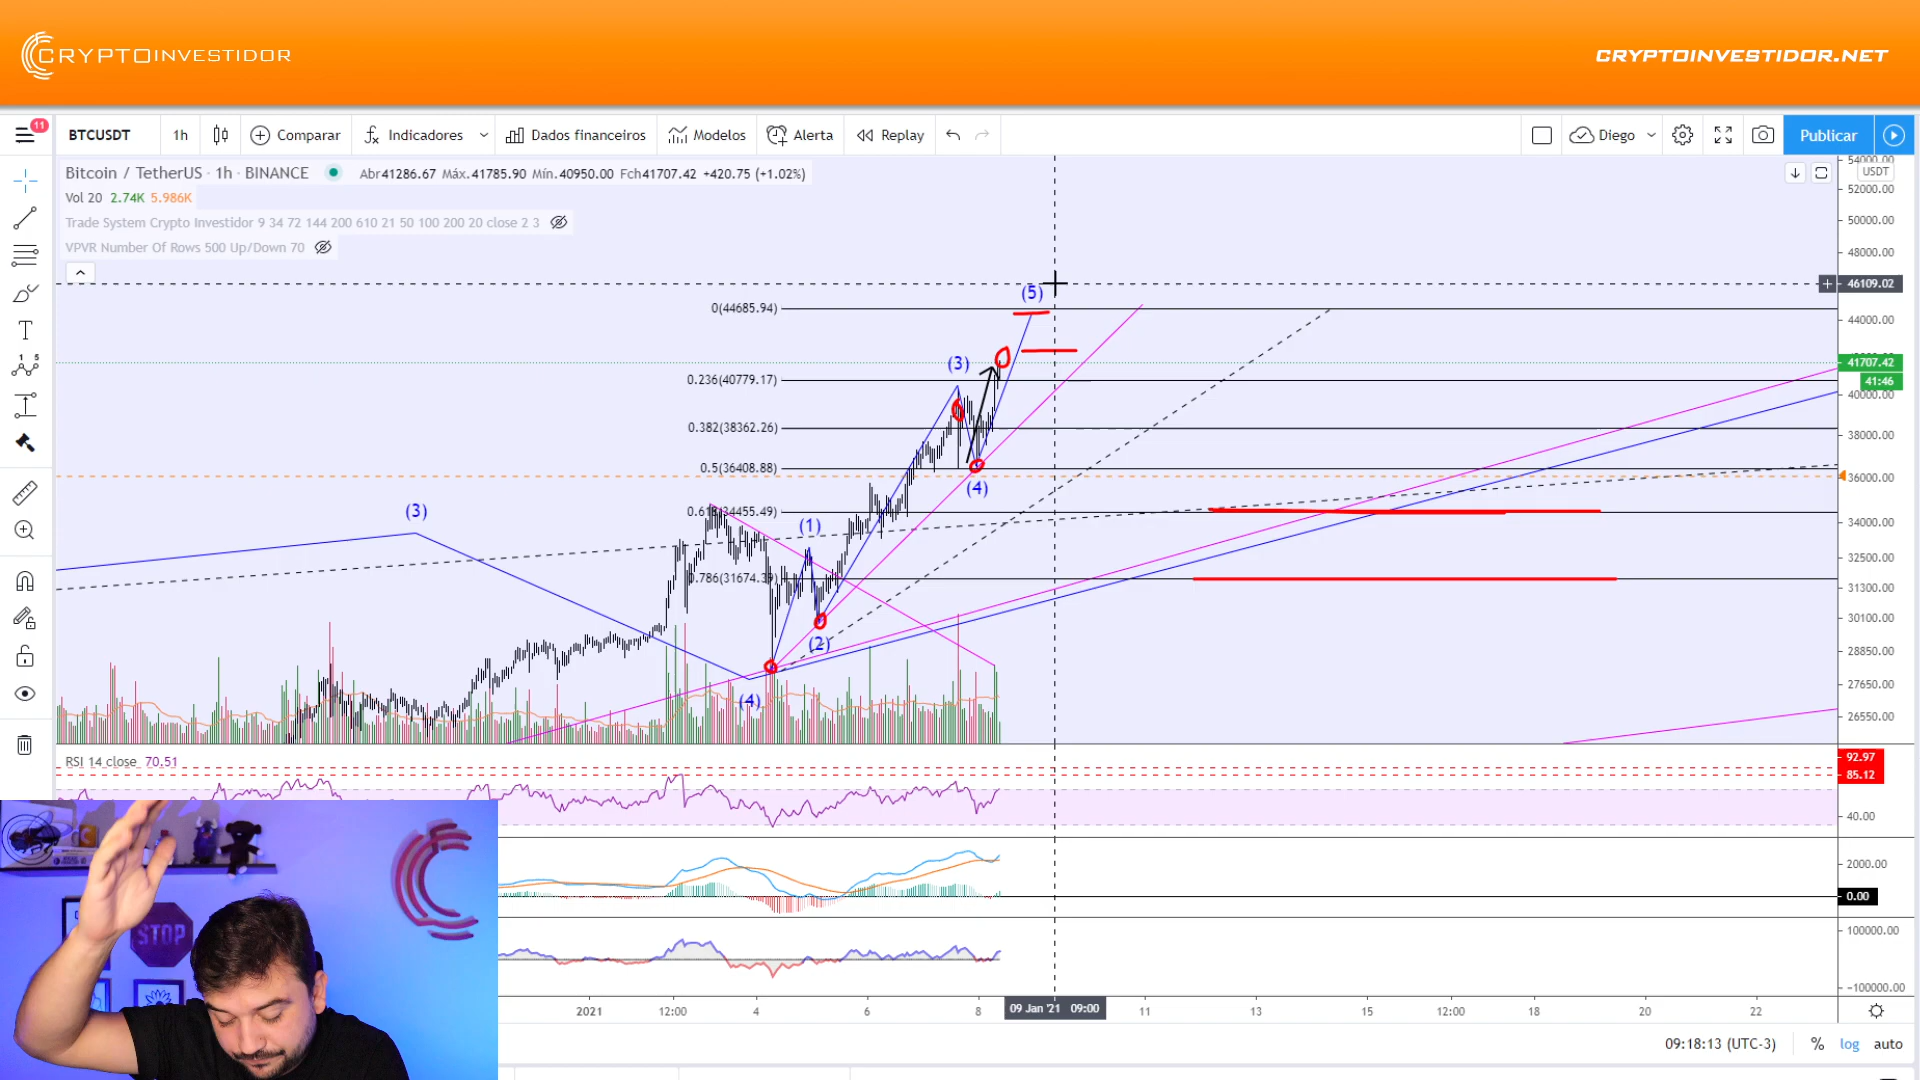 CRYPTOINVESTIDOR
CRYPTOINVESTIDOR.NET
11
BTCUSDT
1h
Comparar
Indicadores
Dados financeiros
Modelos
Alerta
Replay
Diego
Publicar
Bitcoin / TetherUS · 1h · BINANCE
Abr41286.67 Máx.41785.90 Mín.40950.00 Fch41707.42 +420.75 (+1.02%)
Vol 20 2.74K 5.986K
Trade System Crypto Investidor 9 34 72 144 200 610 21 50 100 200 20 close 2 3
VPVR Number Of Rows 500 Up/Down 70
54000.00
USDT
52000.00
50000.00
48000.00
46109.02
44000.00
41707.42
41:46
40000.00
38000.00
36000.00
34000.00
32500.00
31300.00
30100.00
28850.00
27650.00
26550.00
(5)
0(44685.94)
(3)
0.236(40779.17)
0.382(38362.26)
0.5(36408.88)
(4)
(3)
0.618(34455.49)
(1)
0.786(31674.39)
(2)
(4)
RSI 14 close 70.51
92.97
85.12
40.00
2000.00
0.00
100000.00
-100000.00
STOP
2021
12:00
4
6
8
09 Jan '21 09:00
11
13
15
12:00
18
20
22
09:18:13 (UTC-3)
%
log
auto